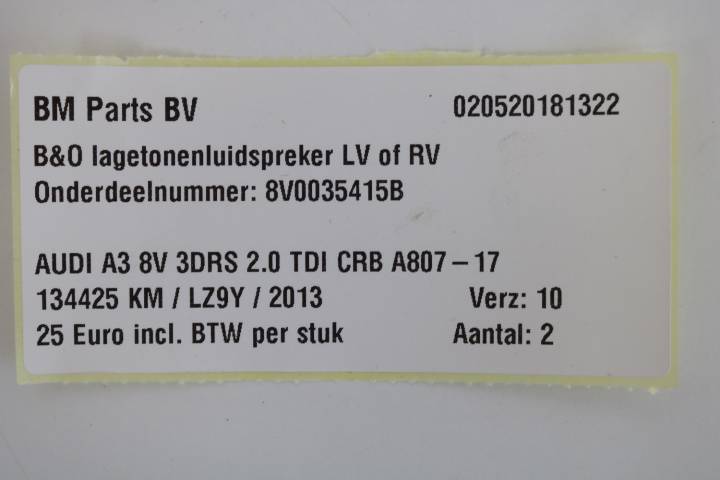 BM Parts BV 020520181322
B&O lagetonenluidspreker LV of RV
Onderdeelnummer: 8V0035415B
AUDI A3 8V 3DRS 2.0 TDI CRB A807 – 17
134425 KM / LZ9Y / 2013 Verz: 10
25 Euro incl. BTW per stuk Aantal: 2